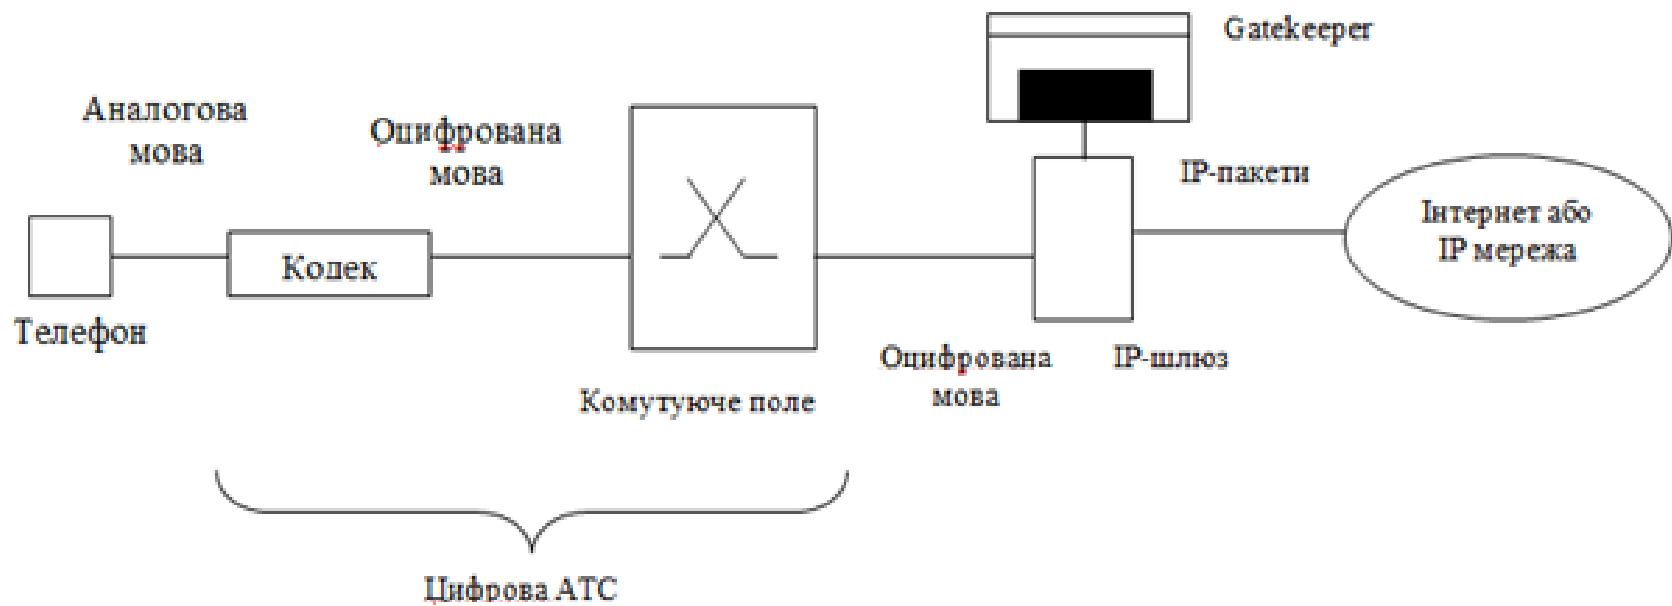 Gatekeeper
Аналогова
мова
Оцифрована
мова
IP-пакети
Інтернет або
IP мережа
Кодек
Телефон
Оцифрована
мова
IP-шлюз
Комутуюче поле
Цифрова АТС